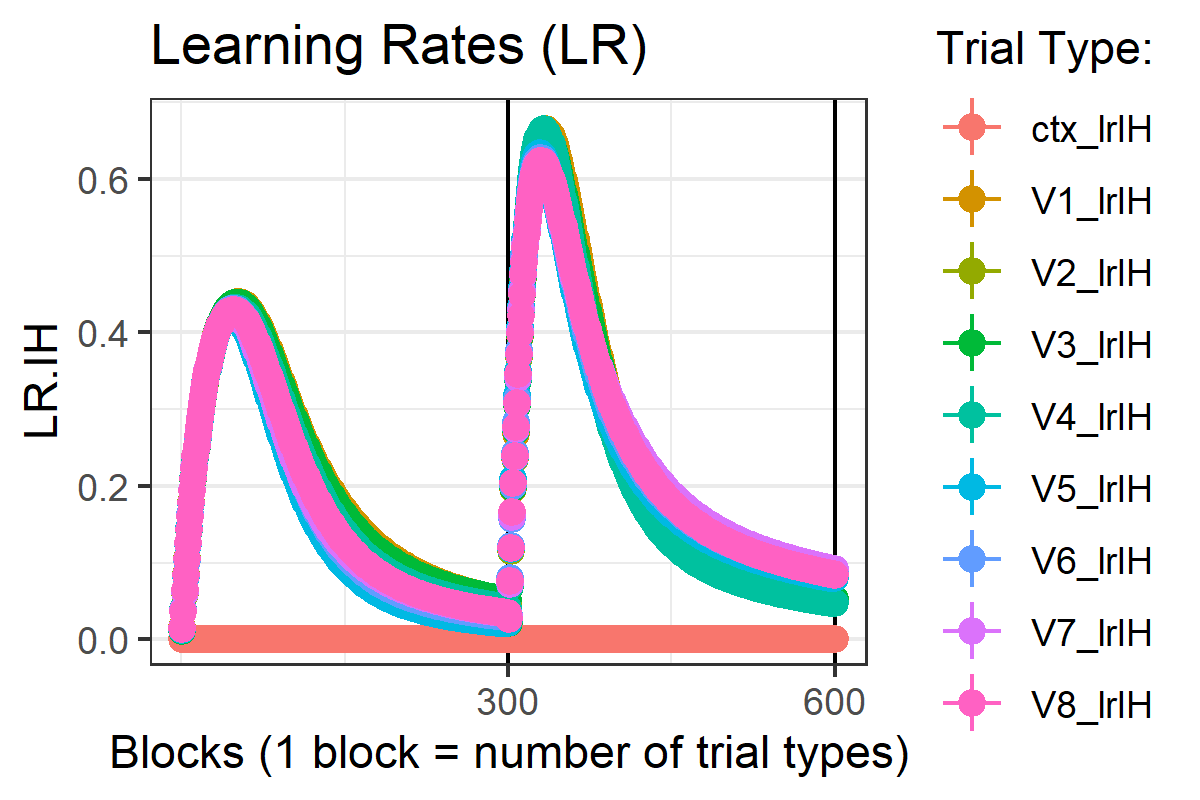 Learning Rates (LR)
LR.IH
0.6
0.4
0.2
0.0
300
600
Blocks (1 block = number of trial types)
Trial Type:
ctx_lrIH
V1_lrIH
V2_lrIH
V3_lrIH
V4_lrIH
V5_lrIH
V6_lrIH
V7_lrIH
V8_lrIH